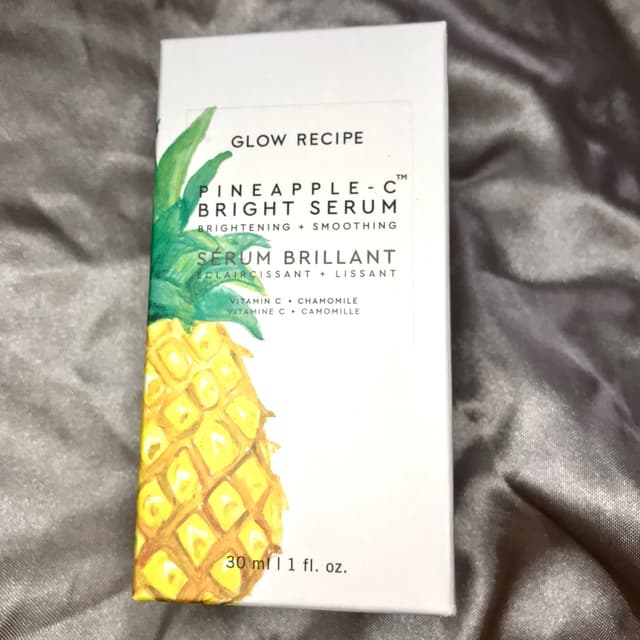 GLOW RECIPE
PINEAPPLE-C™
BRIGHT SERUM
BRIGHTENING + SMOOTHING
SÉRUM BRILLANT
ÉCLAIRCISSANT + LISSANT
VITAMIN C • CHAMOMILE
VITAMINE C • CAMOMILLE
30 ml | 1 fl. oz.